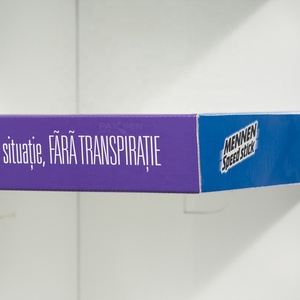 situație, FĂRĂ TRANSPIRAȚIE
MENNEN
Speed stick